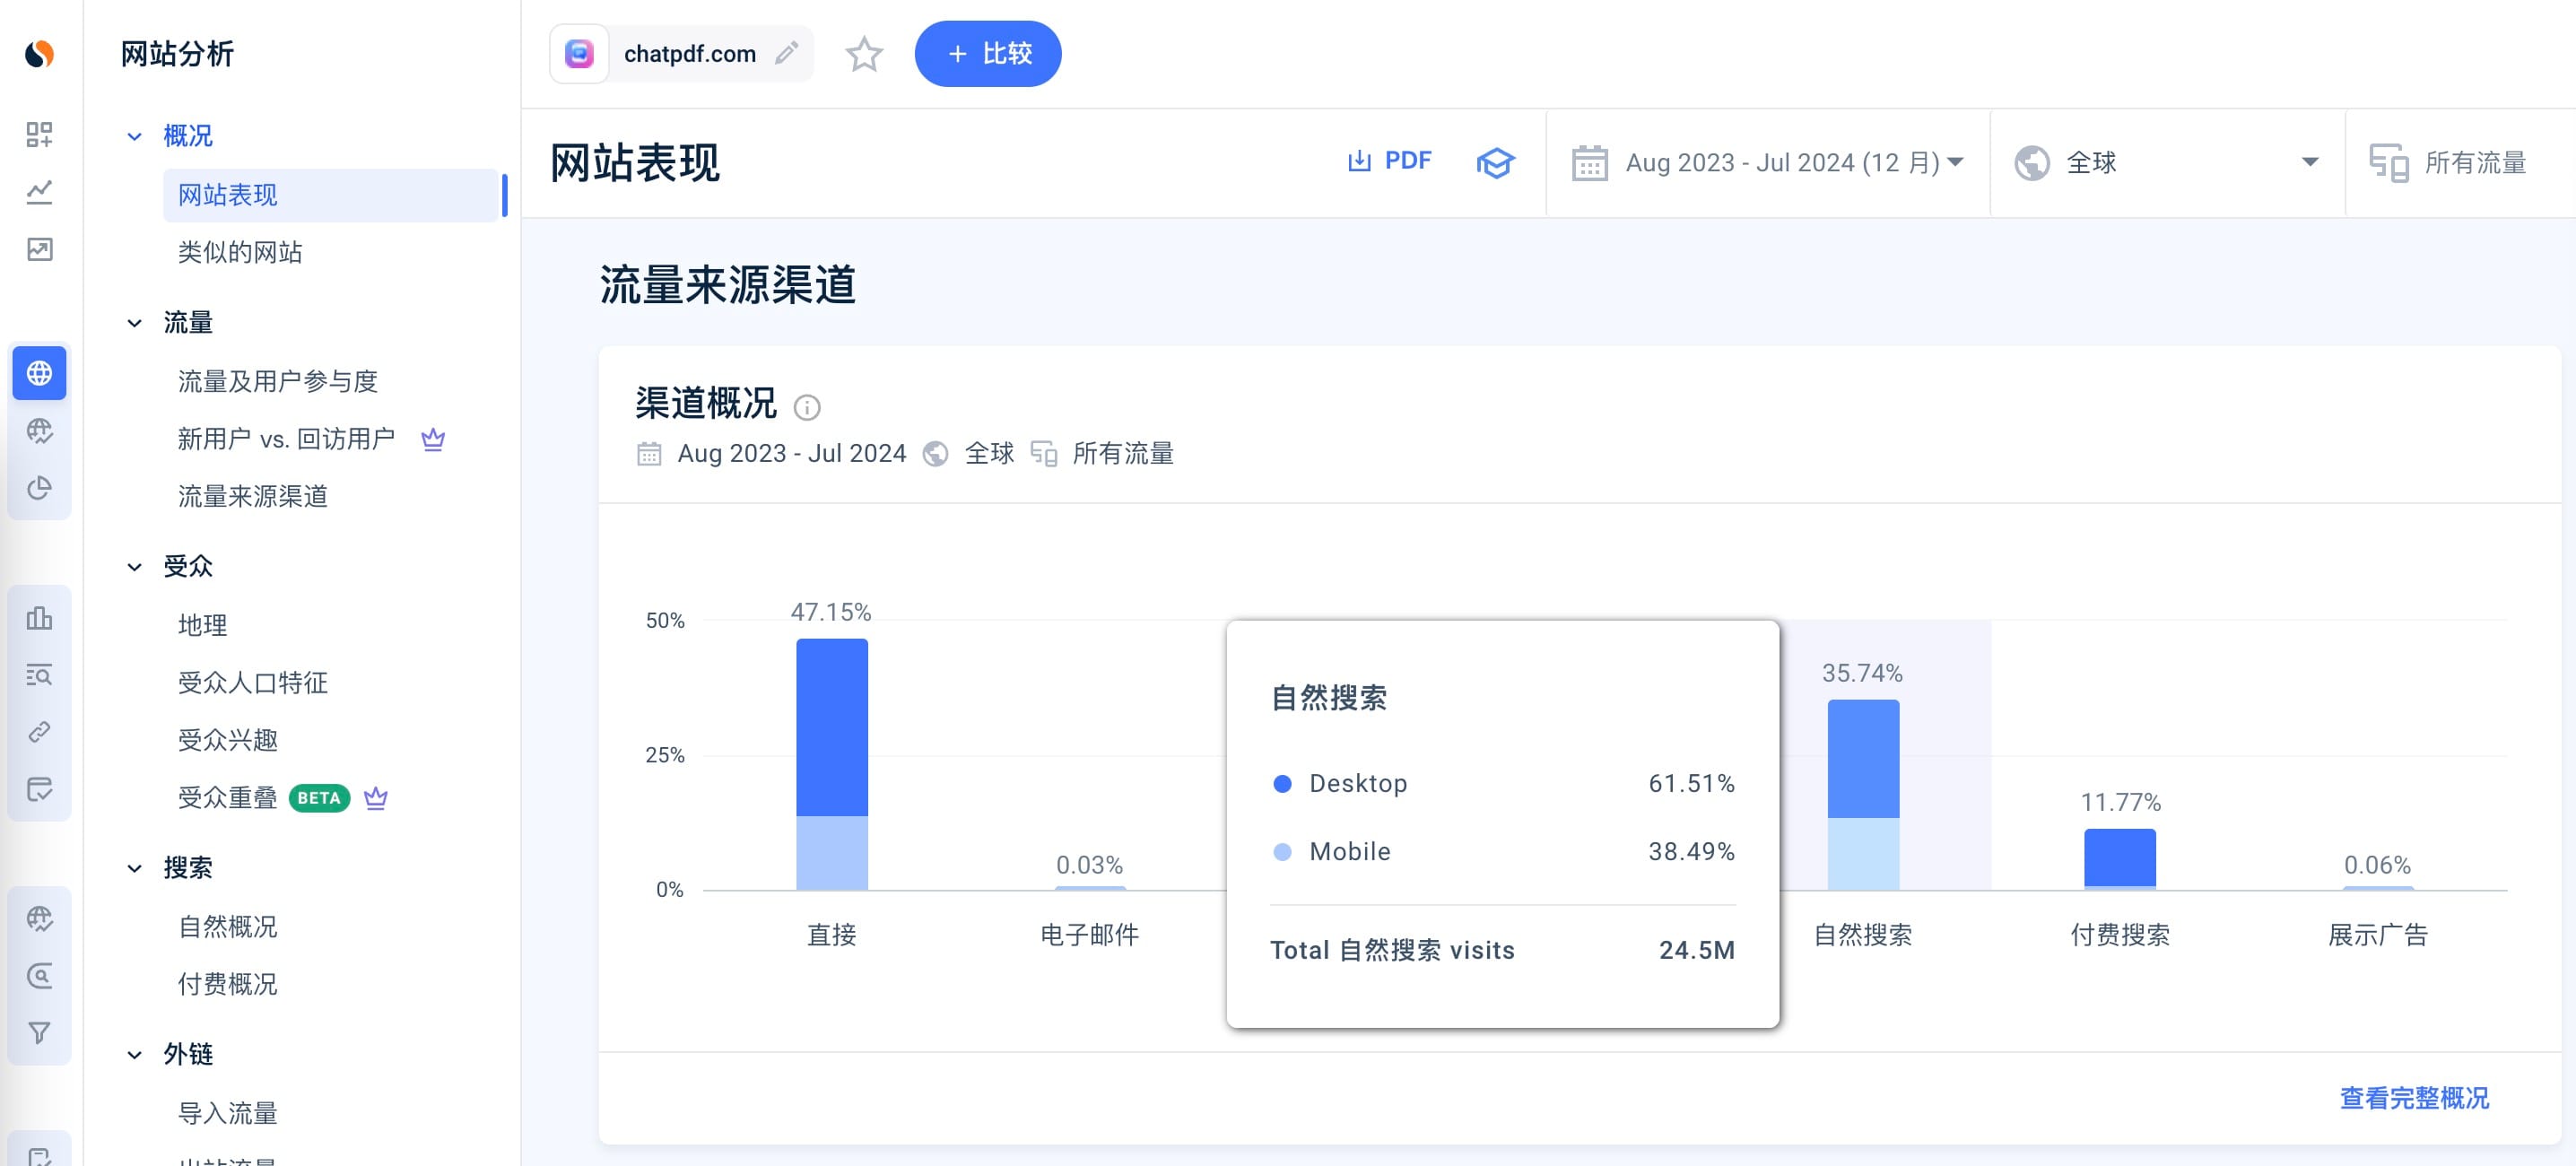 网站分析
概况
网站表现
类似的网站
流量
流量及用户参与度
新用户 vs. 回访用户
流量来源渠道
受众
地理
受众人口特征
受众兴趣
受众重叠 BETA
搜索
自然概况
付费概况
外链
导入流量
chatpdf.com
+ 比较
网站表现
PDF
Aug 2023 - Jul 2024 (12 月)
全球
所有流量
流量来源渠道
渠道概况
Aug 2023 - Jul 2024 全球 所有流量
50%
25%
0%
47.15%
0.03%
35.74%
11.77%
0.06%
直接
电子邮件
自然搜索
付费搜索
展示广告
自然搜索
Desktop 61.51%
Mobile 38.49%
Total 自然搜索 visits 24.5M
查看完整概况